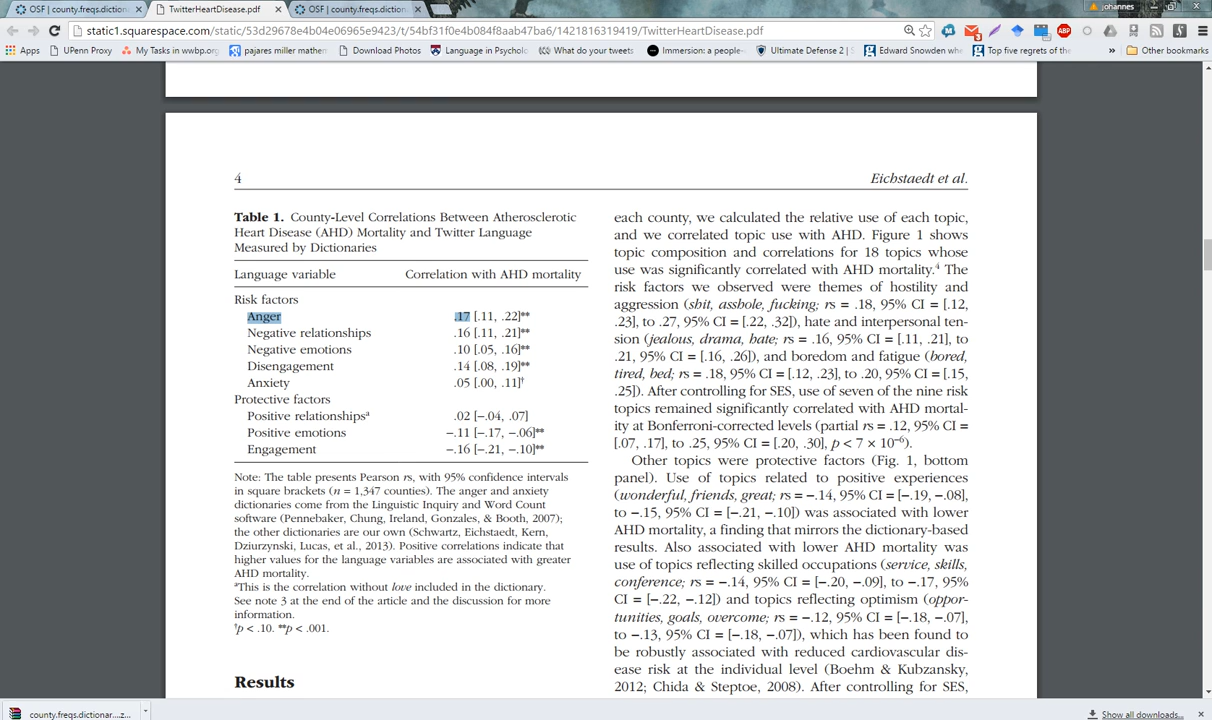 OSF | county.freqs.diction
TwitterHeartDisease.pdf
OSF | county.freqs.diction
johannes
static1.squarespace.com/static/53d29678e4b04e06965e9423/t/54bf31f0e4b084f8aab47ba6/1421816319419/TwitterHeartDisease.pdf
Apps
UPenn Proxy
My Tasks in wwbp.org
pajares miller mathem
Download Photos
Language in Psycholo
What do your tweets
Immersion: a people-
Ultimate Defense 2 |
Edward Snowden wh
Top five regrets of the
»
Other bookmarks
4
Eichstaedt et al.
Table 1. County-Level Correlations Between Atherosclerotic
Heart Disease (AHD) Mortality and Twitter Language
Measured by Dictionaries
Language variable Correlation with AHD mortality
Risk factors
Anger .17 [.11, .22]**
Negative relationships .16 [.11, .21]**
Negative emotions .10 [.05, .16]**
Disengagement .14 [.08, .19]**
Anxiety .05 [.00, .11]†
Protective factors
Positive relationshipsª .02 [−.04, .07]
Positive emotions −.11 [−.17, −.06]**
Engagement −.16 [−.21, −.10]**
Note: The table presents Pearson rs, with 95% confidence intervals
in square brackets (n = 1,347 counties). The anger and anxiety
dictionaries come from the Linguistic Inquiry and Word Count
software (Pennebaker, Chung, Ireland, Gonzales, & Booth, 2007);
the other dictionaries are our own (Schwartz, Eichstaedt, Kern,
Dziurzynski, Lucas, et al., 2013). Positive correlations indicate that
higher values for the language variables are associated with greater
AHD mortality.
ªThis is the correlation without love included in the dictionary.
See note 3 at the end of the article and the discussion for more
information.
†p < .10. **p < .001.
Results
each county, we calculated the relative use of each topic,
and we correlated topic use with AHD. Figure 1 shows
topic composition and correlations for 18 topics whose
use was significantly correlated with AHD mortality.⁴ The
risk factors we observed were themes of hostility and
aggression (shit, asshole, fucking; rs = .18, 95% CI = [.12,
.23], to .27, 95% CI = [.22, .32]), hate and interpersonal ten-
sion (jealous, drama, hate; rs = .16, 95% CI = [.11, .21], to
.21, 95% CI = [.16, .26]), and boredom and fatigue (bored,
tired, bed; rs = .18, 95% CI = [.12, .23], to .20, 95% CI = [.15,
.25]). After controlling for SES, use of seven of the nine risk
topics remained significantly correlated with AHD mortal-
ity at Bonferroni-corrected levels (partial rs = .12, 95% CI =
[.07, .17], to .25, 95% CI = [.20, .30], p < 7 × 10⁻⁶).
Other topics were protective factors (Fig. 1, bottom
panel). Use of topics related to positive experiences
(wonderful, friends, great; rs = −.14, 95% CI = [−.19, −.08],
to −.15, 95% CI = [−.21, −.10]) was associated with lower
AHD mortality, a finding that mirrors the dictionary-based
results. Also associated with lower AHD mortality was
use of topics reflecting skilled occupations (service, skills,
conference; rs = −.14, 95% CI = [−.20, −.09], to −.17, 95%
CI = [−.22, −.12]) and topics reflecting optimism (oppor-
tunities, goals, overcome; rs = −.12, 95% CI = [−.18, −.07],
to −.13, 95% CI = [−.18, −.07]), which has been found to
be robustly associated with reduced cardiovascular dis-
ease risk at the individual level (Boehm & Kubzansky,
2012; Chida & Steptoe, 2008). After controlling for SES,
county.freqs.dictionar....z...
Show all downloads...